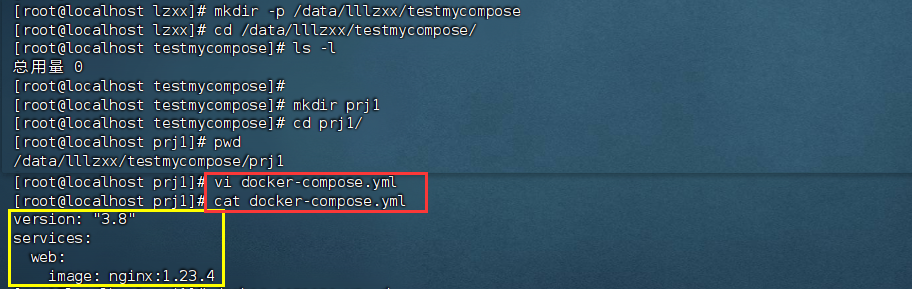 [root@localhost lzxx]# mkdir -p /data/lllzxx/testmycompose
[root@localhost lzxx]# cd /data/lllzxx/testmycompose/
[root@localhost testmycompose]# ls -l
总用量 0
[root@localhost testmycompose]#
[root@localhost testmycompose]# mkdir prj1
[root@localhost testmycompose]# cd prj1/
[root@localhost prj1]# pwd
/data/lllzxx/testmycompose/prj1
[root@localhost prj1]# vi docker-compose.yml
[root@localhost prj1]# cat docker-compose.yml
version: "3.8"
services:
  web:
    image: nginx:1.23.4